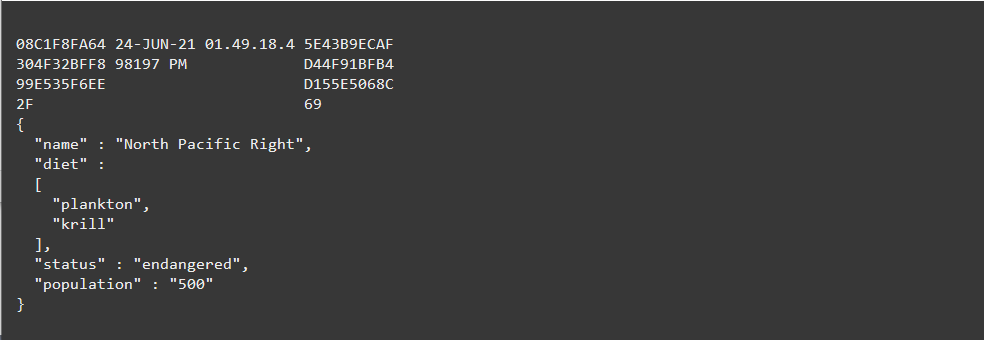 08C1F8FA64 24-JUN-21 01.49.18.4 5E43B9ECAF
304F32BFF8 98197 PM             D44F91BFB4
99E535F6EE                      D155E5068C
2F                              69
{
  "name" : "North Pacific Right",
  "diet" :
  [
    "plankton",
    "krill"
  ],
  "status" : "endangered",
  "population" : "500"
}